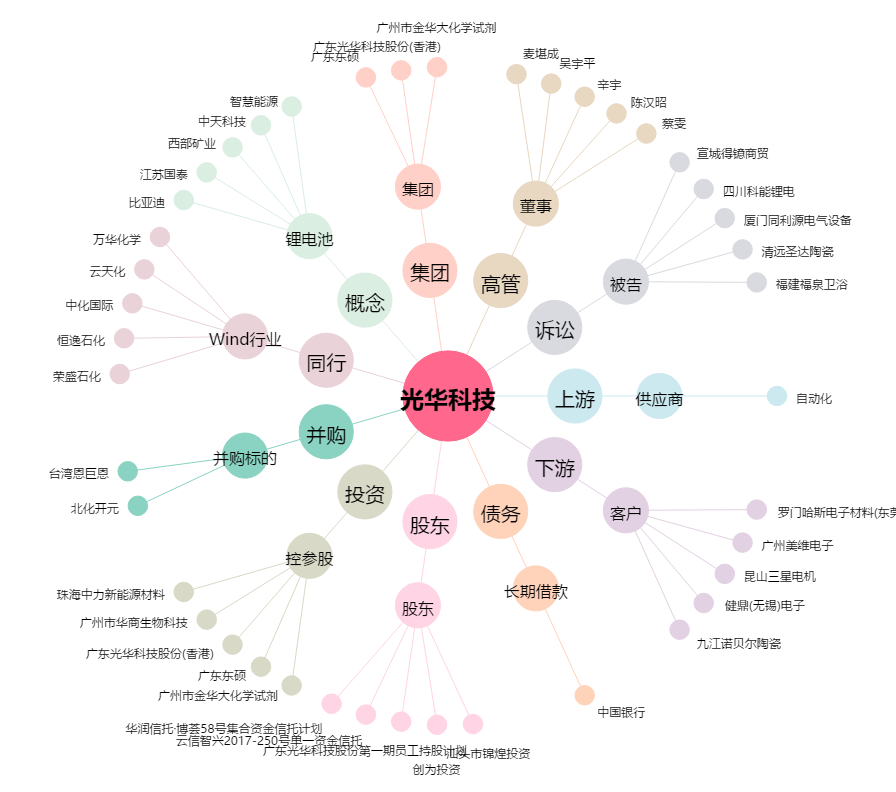 广州市金华大化学试剂
广东光华科技股份(香港)
广东东硕
集团
集团
麦堪成
吴宇平
辛宇
陈汉昭
蔡雯
董事
高管
宣城得镱商贸
四川科能锂电
厦门同利源电气设备
清远圣达陶瓷
福建福泉卫浴
被告
诉讼
智慧能源
中天科技
西部矿业
江苏国泰
比亚迪
锂电池
概念
万华化学
云天化
中化国际
恒逸石化
荣盛石化
Wind行业
同行
光华科技
上游
供应商
自动化
并购
并购标的
台湾恩巨恩
北化开元
下游
客户
罗门哈斯电子材料(东莞
广州美维电子
昆山三星电机
健鼎(无锡)电子
九江诺贝尔陶瓷
投资
控参股
珠海中力新能源材料
广州市华商生物科技
广东光华科技股份(香港)
广东东硕
广州市金华大化学试剂
股东
股东
华润信托·博荟58号集合资金信托计划
云信智兴2017-250号单一资金信托
广东光华科技股份第一期员工持股计划
创为投资
汕头市锦煌投资
债务
长期借款
中国银行